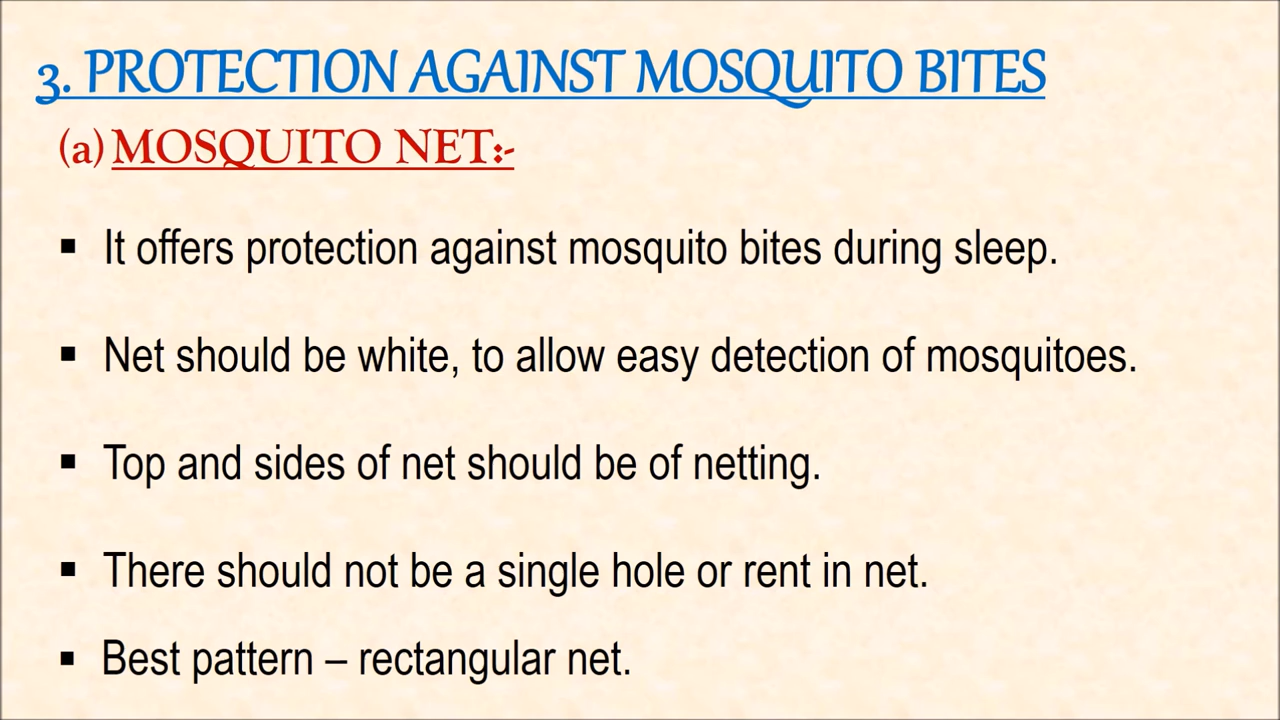 3. PROTECTION AGAINST MOSQUITO BITES
(a) MOSQUITO NET:-
▪ It offers protection against mosquito bites during sleep.
▪ Net should be white, to allow easy detection of mosquitoes.
▪ Top and sides of net should be of netting.
▪ There should not be a single hole or rent in net.
▪ Best pattern – rectangular net.